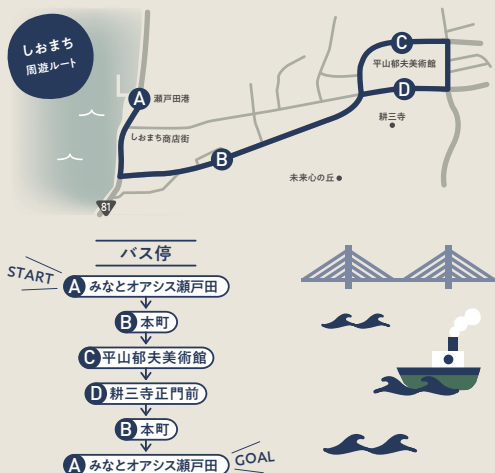 しおまち
周遊ルート
C
平山郁夫美術館
A
瀬戸田港
D
耕三寺
しおまち商店街
B
未来心の丘
81
バス停
START
A みなとオアシス瀬戸田
B 本町
C 平山郁夫美術館
D 耕三寺正門前
B 本町
A みなとオアシス瀬戸田
GOAL